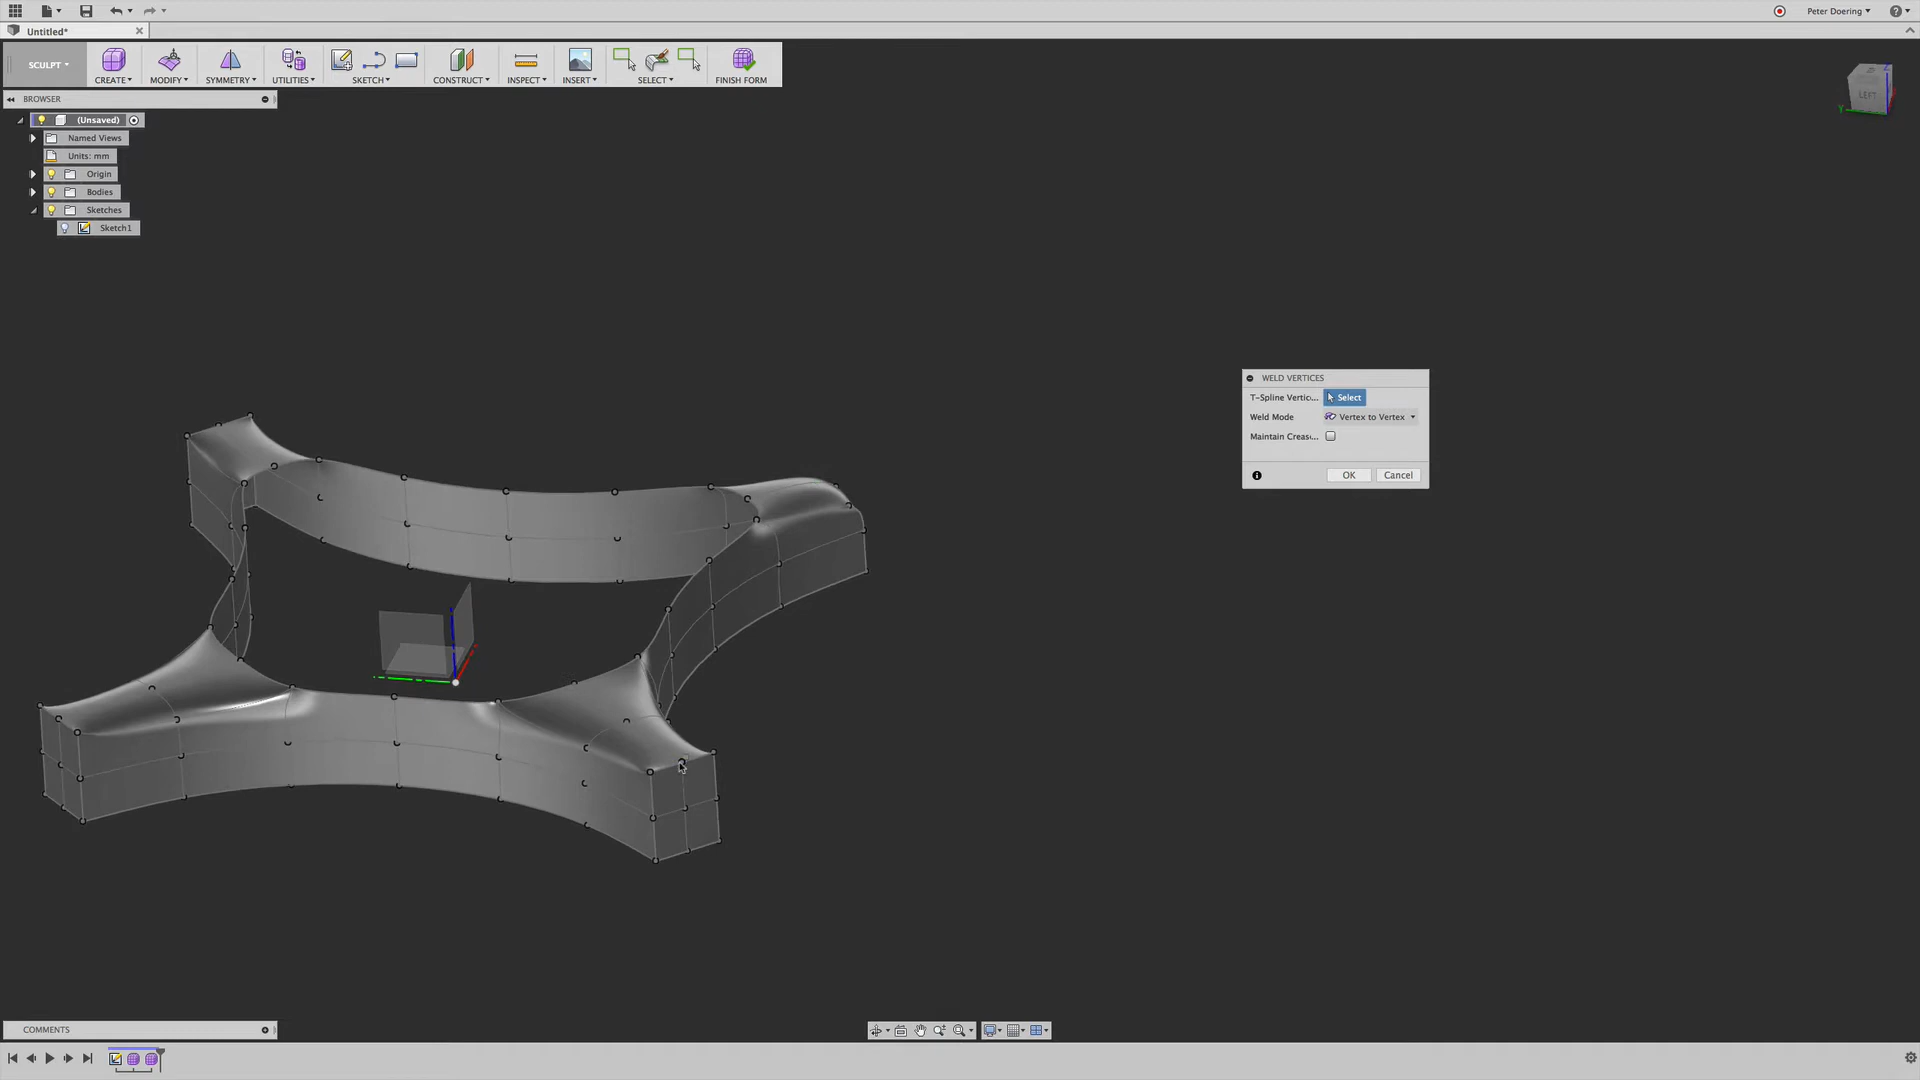 Peter Doering
Untitled*
SCULPT
CREATE
MODIFY
SYMMETRY
UTILITIES
SKETCH
CONSTRUCT
INSPECT
INSERT
SELECT
FINISH FORM
BROWSER
(Unsaved)
Named Views
Units: mm
Origin
Bodies
Sketches
Sketch1
Z
LEFT
Y
WELD VERTICES
T-Spline Vertic...
Select
Weld Mode
Vertex to Vertex
Maintain Creas...
OK
Cancel
COMMENTS